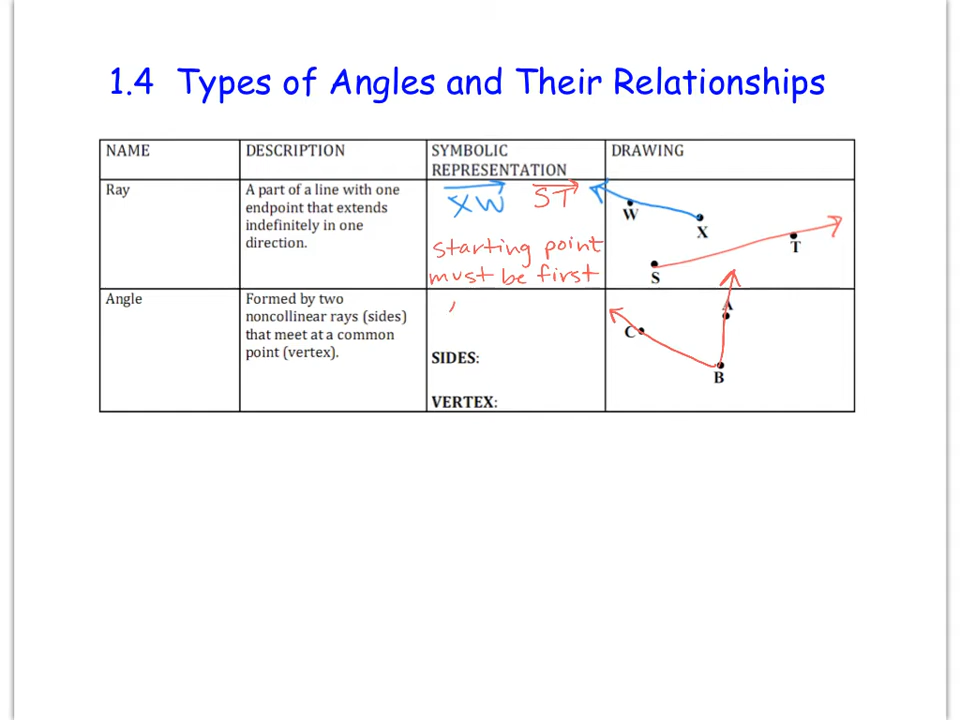 1.4 Types of Angles and Their Relationships
NAME
DESCRIPTION
SYMBOLIC
REPRESENTATION
DRAWING
Ray
A part of a line with one
endpoint that extends
indefinitely in one
direction.
XW
ST
starting point
must be first
W
X
S
T
Angle
Formed by two
noncollinear rays (sides)
that meet at a common
point (vertex).
SIDES:
VERTEX:
A
C
B